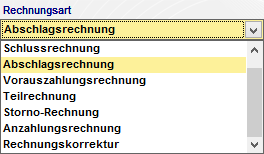 Rechnungsart
Abschlagsrechnung
Schlussrechnung
Abschlagsrechnung
Vorauszahlungsrechnung
Teilrechnung
Storno-Rechnung
Anzahlungsrechnung
Rechnungskorrektur